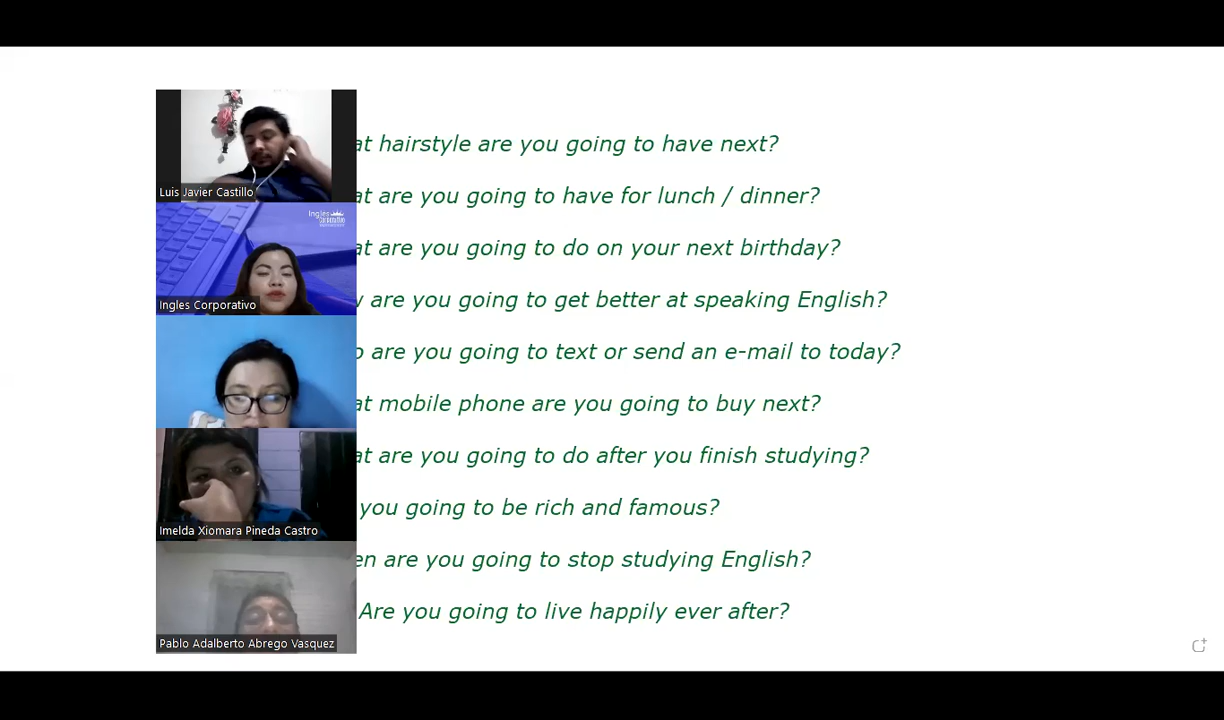 at hairstyle are you going to have next?
at are you going to have for lunch / dinner?
at are you going to do on your next birthday?
are you going to get better at speaking English?
o are you going to text or send an e-mail to today?
at mobile phone are you going to buy next?
at are you going to do after you finish studying?
you going to be rich and famous?
en are you going to stop studying English?
Are you going to live happily ever after?
Luis Javier Castillo
Ingles
Corporativo
Ingles Corporativo
Imelda Xiomara Pineda Castro
Pablo Adalberto Abrego Vasquez